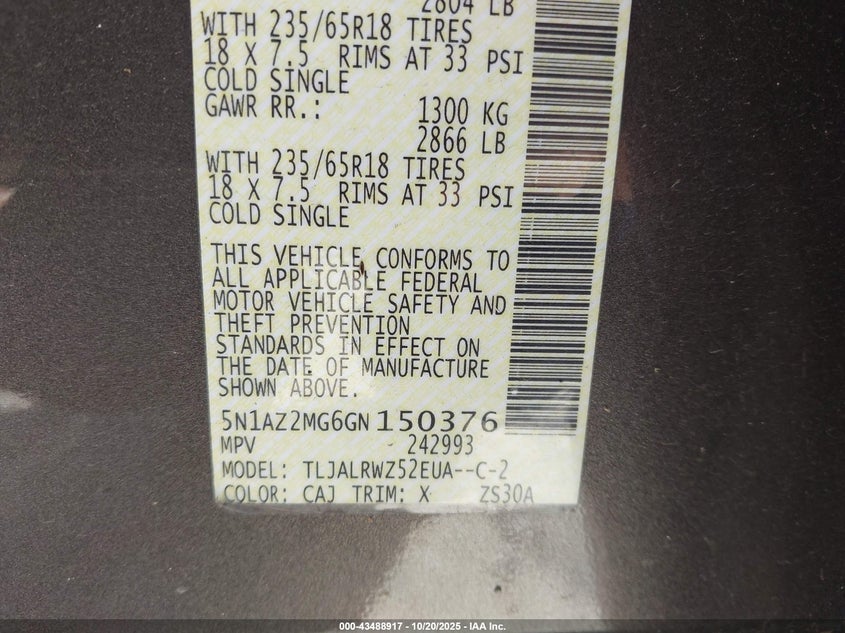 2804 LB
WITH 235/65R18 TIRES
18 X 7.5 RIMS AT 33 PSI
COLD SINGLE
GAWR RR.: 1300 KG
2866 LB
WITH 235/65R18 TIRES
18 X 7.5 RIMS AT 33 PSI
COLD SINGLE
THIS VEHICLE CONFORMS TO
ALL APPLICABLE FEDERAL
MOTOR VEHICLE SAFETY AND
THEFT PREVENTION
STANDARDS IN EFFECT ON
THE DATE OF MANUFACTURE
SHOWN ABOVE.
5N1AZ2MG6GN150376
MPV 242993
MODEL: TLJALRWZ52EUA--C-2
COLOR: CAJ TRIM: X ZS30A
000-43488917 - 10/20/2025 - IAA Inc.